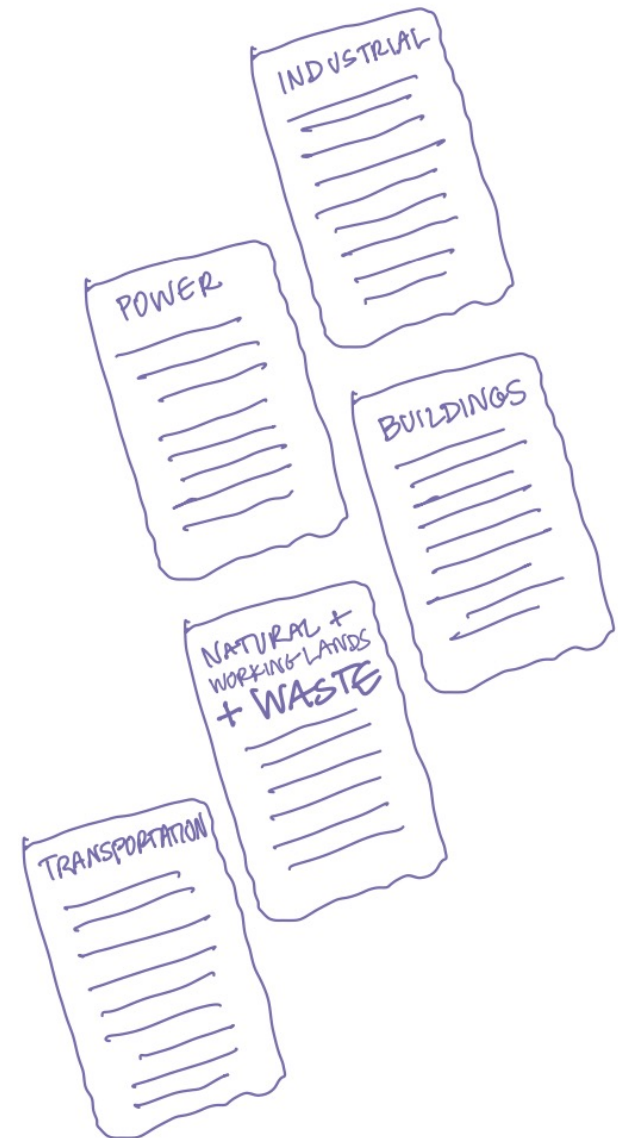 INDUSTRIAL
POWER
BUILDINGS
NATURAL +
WORKING LANDS
+ WASTE
TRANSPORTATION